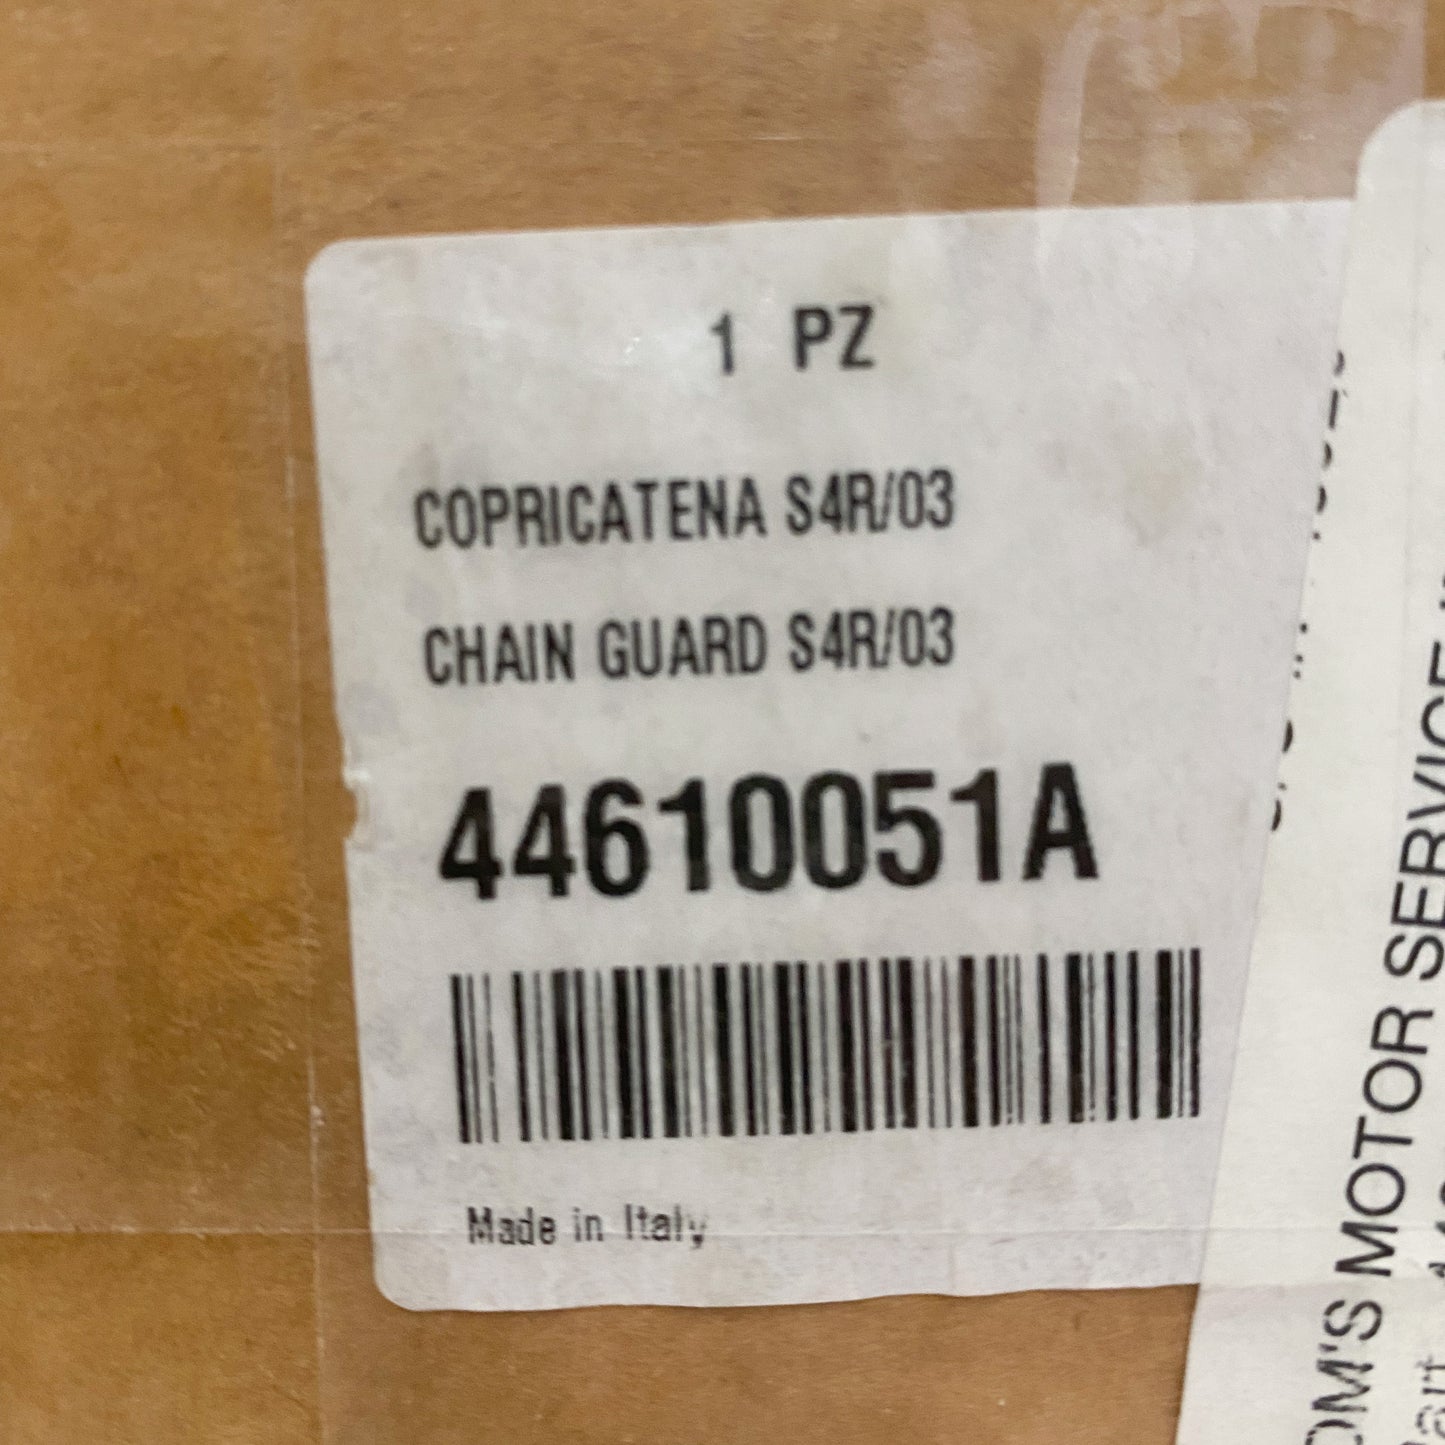 1 PZ
COPRICATENA S4R/03
CHAIN GUARD S4R/03
44610051A
Made in Italy
MOTOR SERVICE